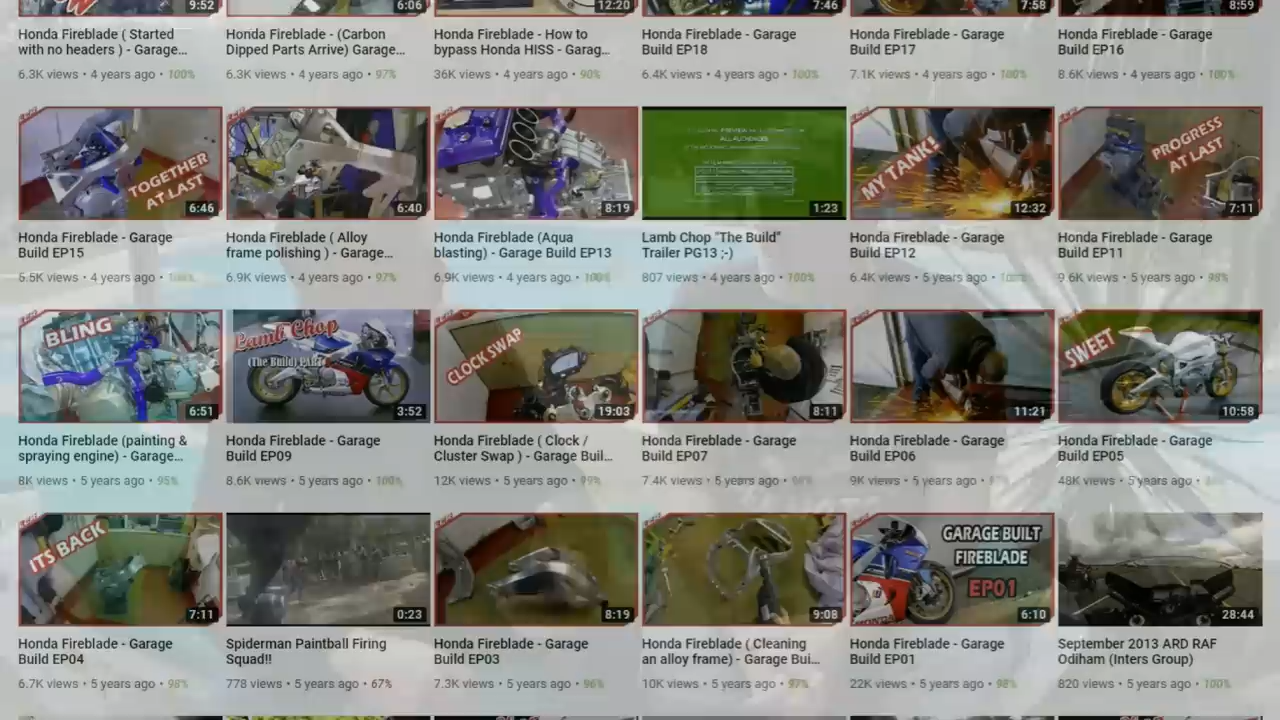 9:52
6:06
12:20
7:46
7:58
8:59
Honda Fireblade ( Started
with no headers ) - Garage...
6.3K views • 4 years ago • 100%
Honda Fireblade - (Carbon
Dipped Parts Arrive) Garage...
6.3K views • 4 years ago • 97%
Honda Fireblade - How to
bypass Honda HISS - Garag...
36K views • 4 years ago • 90%
Honda Fireblade - Garage
Build EP18
6.4K views • 4 years ago • 100%
Honda Fireblade - Garage
Build EP17
7.1K views • 4 years ago • 100%
Honda Fireblade - Garage
Build EP16
8.6K views • 4 years ago • 100%
TOGETHER
AT LAST
6:46
6:40
8:19
1:23
MY TANK!
12:32
PROGRESS
AT LAST
7:11
Honda Fireblade - Garage
Build EP15
5.5K views • 4 years ago • 100%
Honda Fireblade ( Alloy
frame polishing ) - Garage...
6.9K views • 4 years ago • 97%
Honda Fireblade (Aqua
blasting) - Garage Build EP13
6.9K views • 4 years ago • 100%
Lamb Chop "The Build"
Trailer PG13 ;-)
807 views • 4 years ago • 100%
Honda Fireblade - Garage
Build EP12
6.4K views • 5 years ago • 100%
Honda Fireblade - Garage
Build EP11
9.6K views • 5 years ago • 98%
BLING
6:51
Lamb Chop
(The Build) PART
3:52
CLOCK SWAP
19:03
8:11
11:21
SWEET
10:58
Honda Fireblade (painting &
spraying engine) - Garage...
8K views • 5 years ago • 95%
Honda Fireblade - Garage
Build EP09
8.6K views • 5 years ago • 100%
Honda Fireblade ( Clock /
Cluster Swap ) - Garage Buil...
12K views • 5 years ago • 99%
Honda Fireblade - Garage
Build EP07
7.4K views • 5 years ago •
Honda Fireblade - Garage
Build EP06
9K views • 5 years ago •
Honda Fireblade - Garage
Build EP05
48K views • 5 years ago •
ITS BACK
7:11
0:23
8:19
9:08
GARAGE BUILT
FIREBLADE
EP01
6:10
28:44
Honda Fireblade - Garage
Build EP04
6.7K views • 5 years ago • 98%
Spiderman Paintball Firing
Squad!!
778 views • 5 years ago • 67%
Honda Fireblade - Garage
Build EP03
7.3K views • 5 years ago • 96%
Honda Fireblade ( Cleaning
an alloy frame) - Garage Bui...
10K views • 5 years ago • 97%
Honda Fireblade - Garage
Build EP01
22K views • 5 years ago • 98%
September 2013 ARD RAF
Odiham (Inters Group)
820 views • 5 years ago • 100%